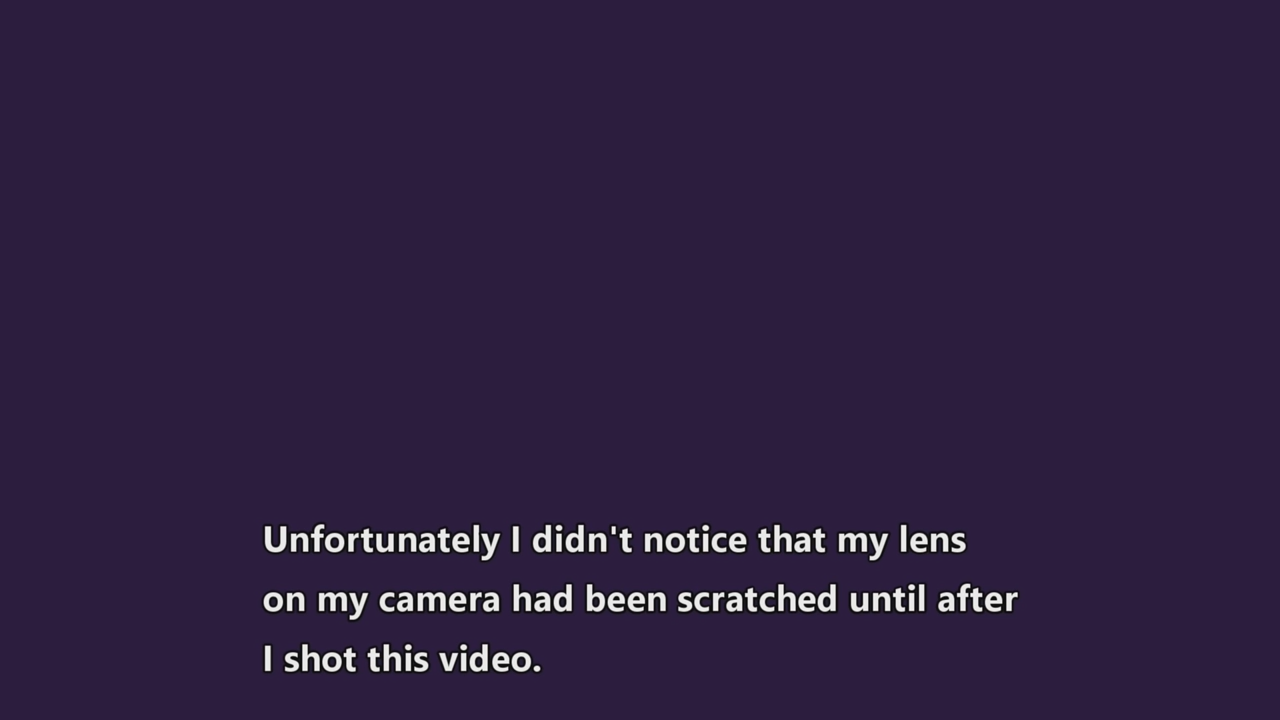 Unfortunately I didn't notice that my lens
on my camera had been scratched until after
I shot this video.